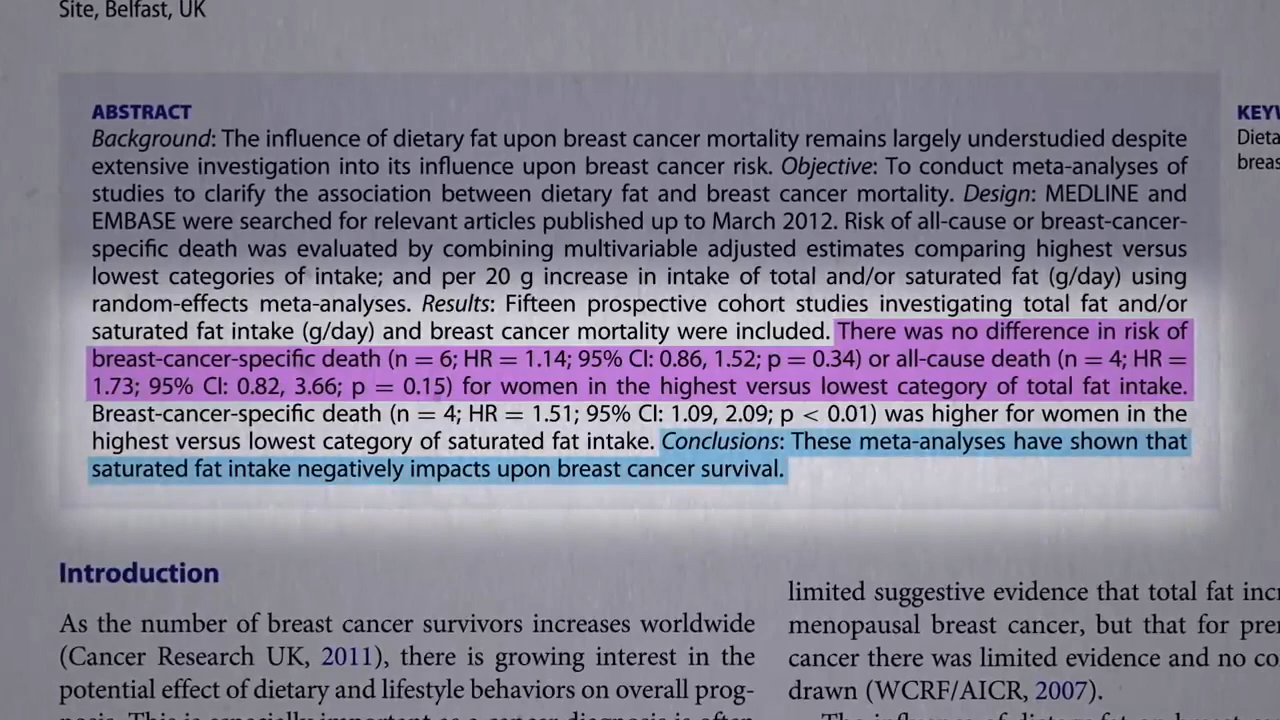 Site, Belfast, UK
ABSTRACT
Background: The influence of dietary fat upon breast cancer mortality remains largely understudied despite
extensive investigation into its influence upon breast cancer risk. Objective: To conduct meta-analyses of
studies to clarify the association between dietary fat and breast cancer mortality. Design: MEDLINE and
EMBASE were searched for relevant articles published up to March 2012. Risk of all-cause or breast-cancer-
specific death was evaluated by combining multivariable adjusted estimates comparing highest versus
lowest categories of intake; and per 20 g increase in intake of total and/or saturated fat (g/day) using
random-effects meta-analyses. Results: Fifteen prospective cohort studies investigating total fat and/or
saturated fat intake (g/day) and breast cancer mortality were included. There was no difference in risk of
breast-cancer-specific death (n = 6; HR = 1.14; 95% CI: 0.86, 1.52; p = 0.34) or all-cause death (n = 4; HR =
1.73; 95% CI: 0.82, 3.66; p = 0.15) for women in the highest versus lowest category of total fat intake.
Breast-cancer-specific death (n = 4; HR = 1.51; 95% CI: 1.09, 2.09; p < 0.01) was higher for women in the
highest versus lowest category of saturated fat intake. Conclusions: These meta-analyses have shown that
saturated fat intake negatively impacts upon breast cancer survival.
KEYW
Dieta
breas
Introduction
As the number of breast cancer survivors increases worldwide
(Cancer Research UK, 2011), there is growing interest in the
potential effect of dietary and lifestyle behaviors on overall prog-
limited suggestive evidence that total fat incr
menopausal breast cancer, but that for prem
cancer there was limited evidence and no co
drawn (WCRF/AICR, 2007).